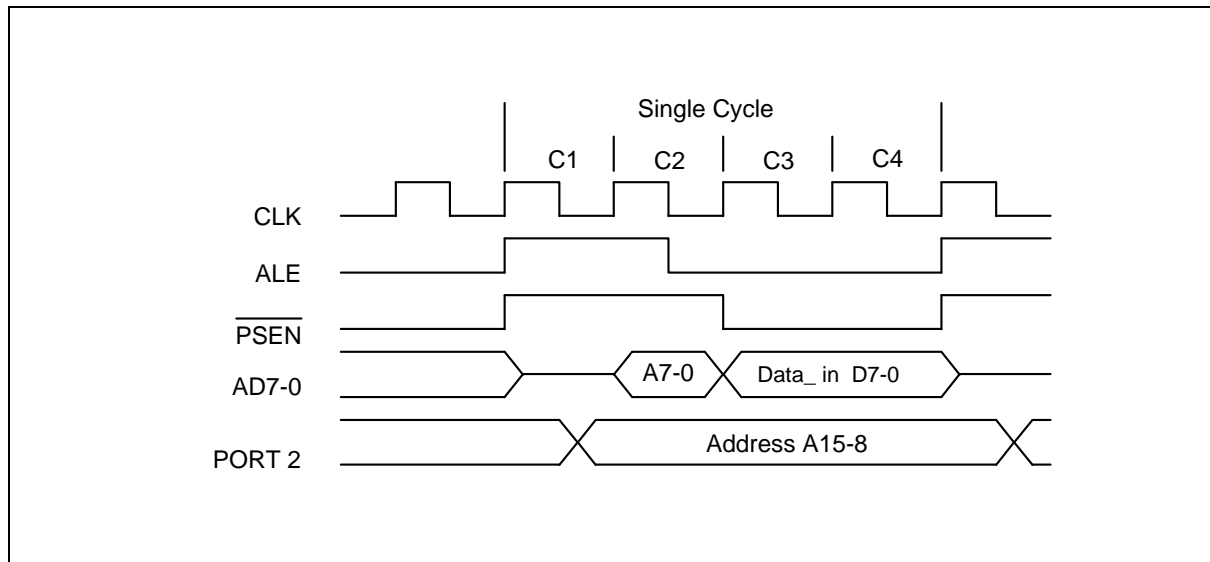 Single Cycle
C1 C2 C3 C4
CLK
ALE
PSEN
AD7-0 A7-0 Data_ in D7-0
PORT 2 Address A15-8